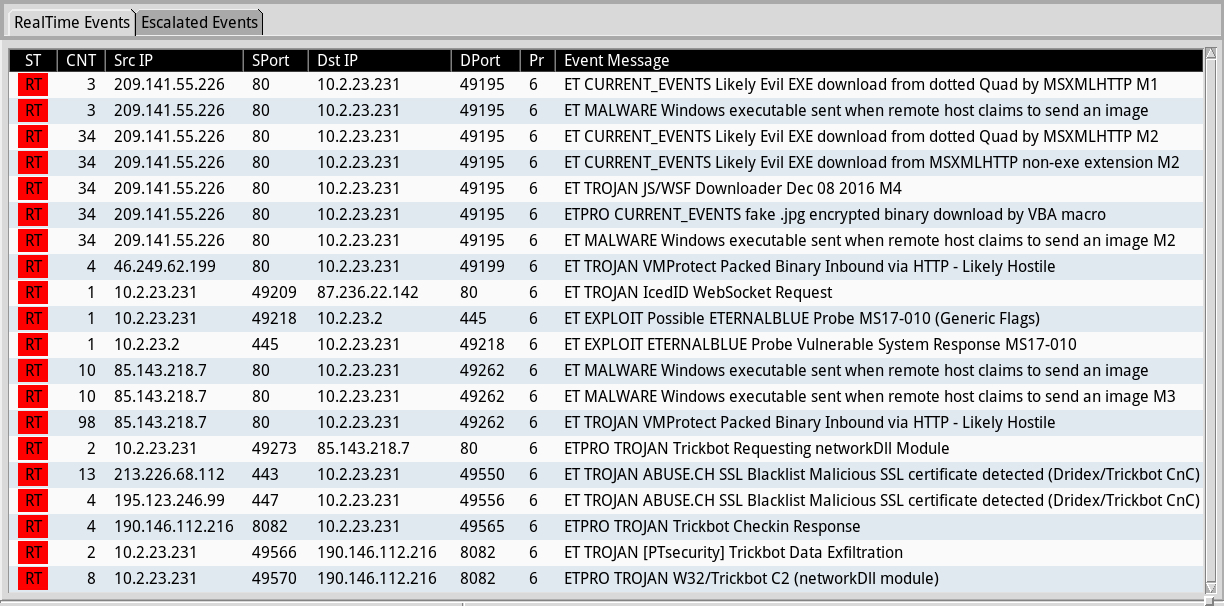 RealTime Events Escalated Events
ST CNT Src IP SPort Dst IP DPort Pr Event Message
RT 3 209.141.55.226 80 10.2.23.231 49195 6 ET CURRENT_EVENTS Likely Evil EXE download from dotted Quad by MSXMLHTTP M1
RT 3 209.141.55.226 80 10.2.23.231 49195 6 ET MALWARE Windows executable sent when remote host claims to send an image
RT 34 209.141.55.226 80 10.2.23.231 49195 6 ET CURRENT_EVENTS Likely Evil EXE download from dotted Quad by MSXMLHTTP M2
RT 34 209.141.55.226 80 10.2.23.231 49195 6 ET CURRENT_EVENTS Likely Evil EXE download from MSXMLHTTP non-exe extension M2
RT 34 209.141.55.226 80 10.2.23.231 49195 6 ET TROJAN JS/WSF Downloader Dec 08 2016 M4
RT 34 209.141.55.226 80 10.2.23.231 49195 6 ETPRO CURRENT_EVENTS fake .jpg encrypted binary download by VBA macro
RT 34 209.141.55.226 80 10.2.23.231 49195 6 ET MALWARE Windows executable sent when remote host claims to send an image M2
RT 4 46.249.62.199 80 10.2.23.231 49199 6 ET TROJAN VMProtect Packed Binary Inbound via HTTP - Likely Hostile
RT 1 10.2.23.231 49209 87.236.22.142 80 6 ET TROJAN IcedID WebSocket Request
RT 1 10.2.23.231 49218 10.2.23.2 445 6 ET EXPLOIT Possible ETERNALBLUE Probe MS17-010 (Generic Flags)
RT 1 10.2.23.2 445 10.2.23.231 49218 6 ET EXPLOIT ETERNALBLUE Probe Vulnerable System Response MS17-010
RT 10 85.143.218.7 80 10.2.23.231 49262 6 ET MALWARE Windows executable sent when remote host claims to send an image
RT 10 85.143.218.7 80 10.2.23.231 49262 6 ET MALWARE Windows executable sent when remote host claims to send an image M3
RT 98 85.143.218.7 80 10.2.23.231 49262 6 ET TROJAN VMProtect Packed Binary Inbound via HTTP - Likely Hostile
RT 2 10.2.23.231 49273 85.143.218.7 80 6 ETPRO TROJAN Trickbot Requesting networkDll Module
RT 13 213.226.68.112 443 10.2.23.231 49550 6 ET TROJAN ABUSE.CH SSL Blacklist Malicious SSL certificate detected (Dridex/Trickbot CnC)
RT 4 195.123.246.99 447 10.2.23.231 49556 6 ET TROJAN ABUSE.CH SSL Blacklist Malicious SSL certificate detected (Dridex/Trickbot CnC)
RT 4 190.146.112.216 8082 10.2.23.231 49565 6 ETPRO TROJAN Trickbot Checkin Response
RT 2 10.2.23.231 49566 190.146.112.216 8082 6 ET TROJAN [PTsecurity] Trickbot Data Exfiltration
RT 8 10.2.23.231 49570 190.146.112.216 8082 6 ETPRO TROJAN W32/Trickbot C2 (networkDll module)